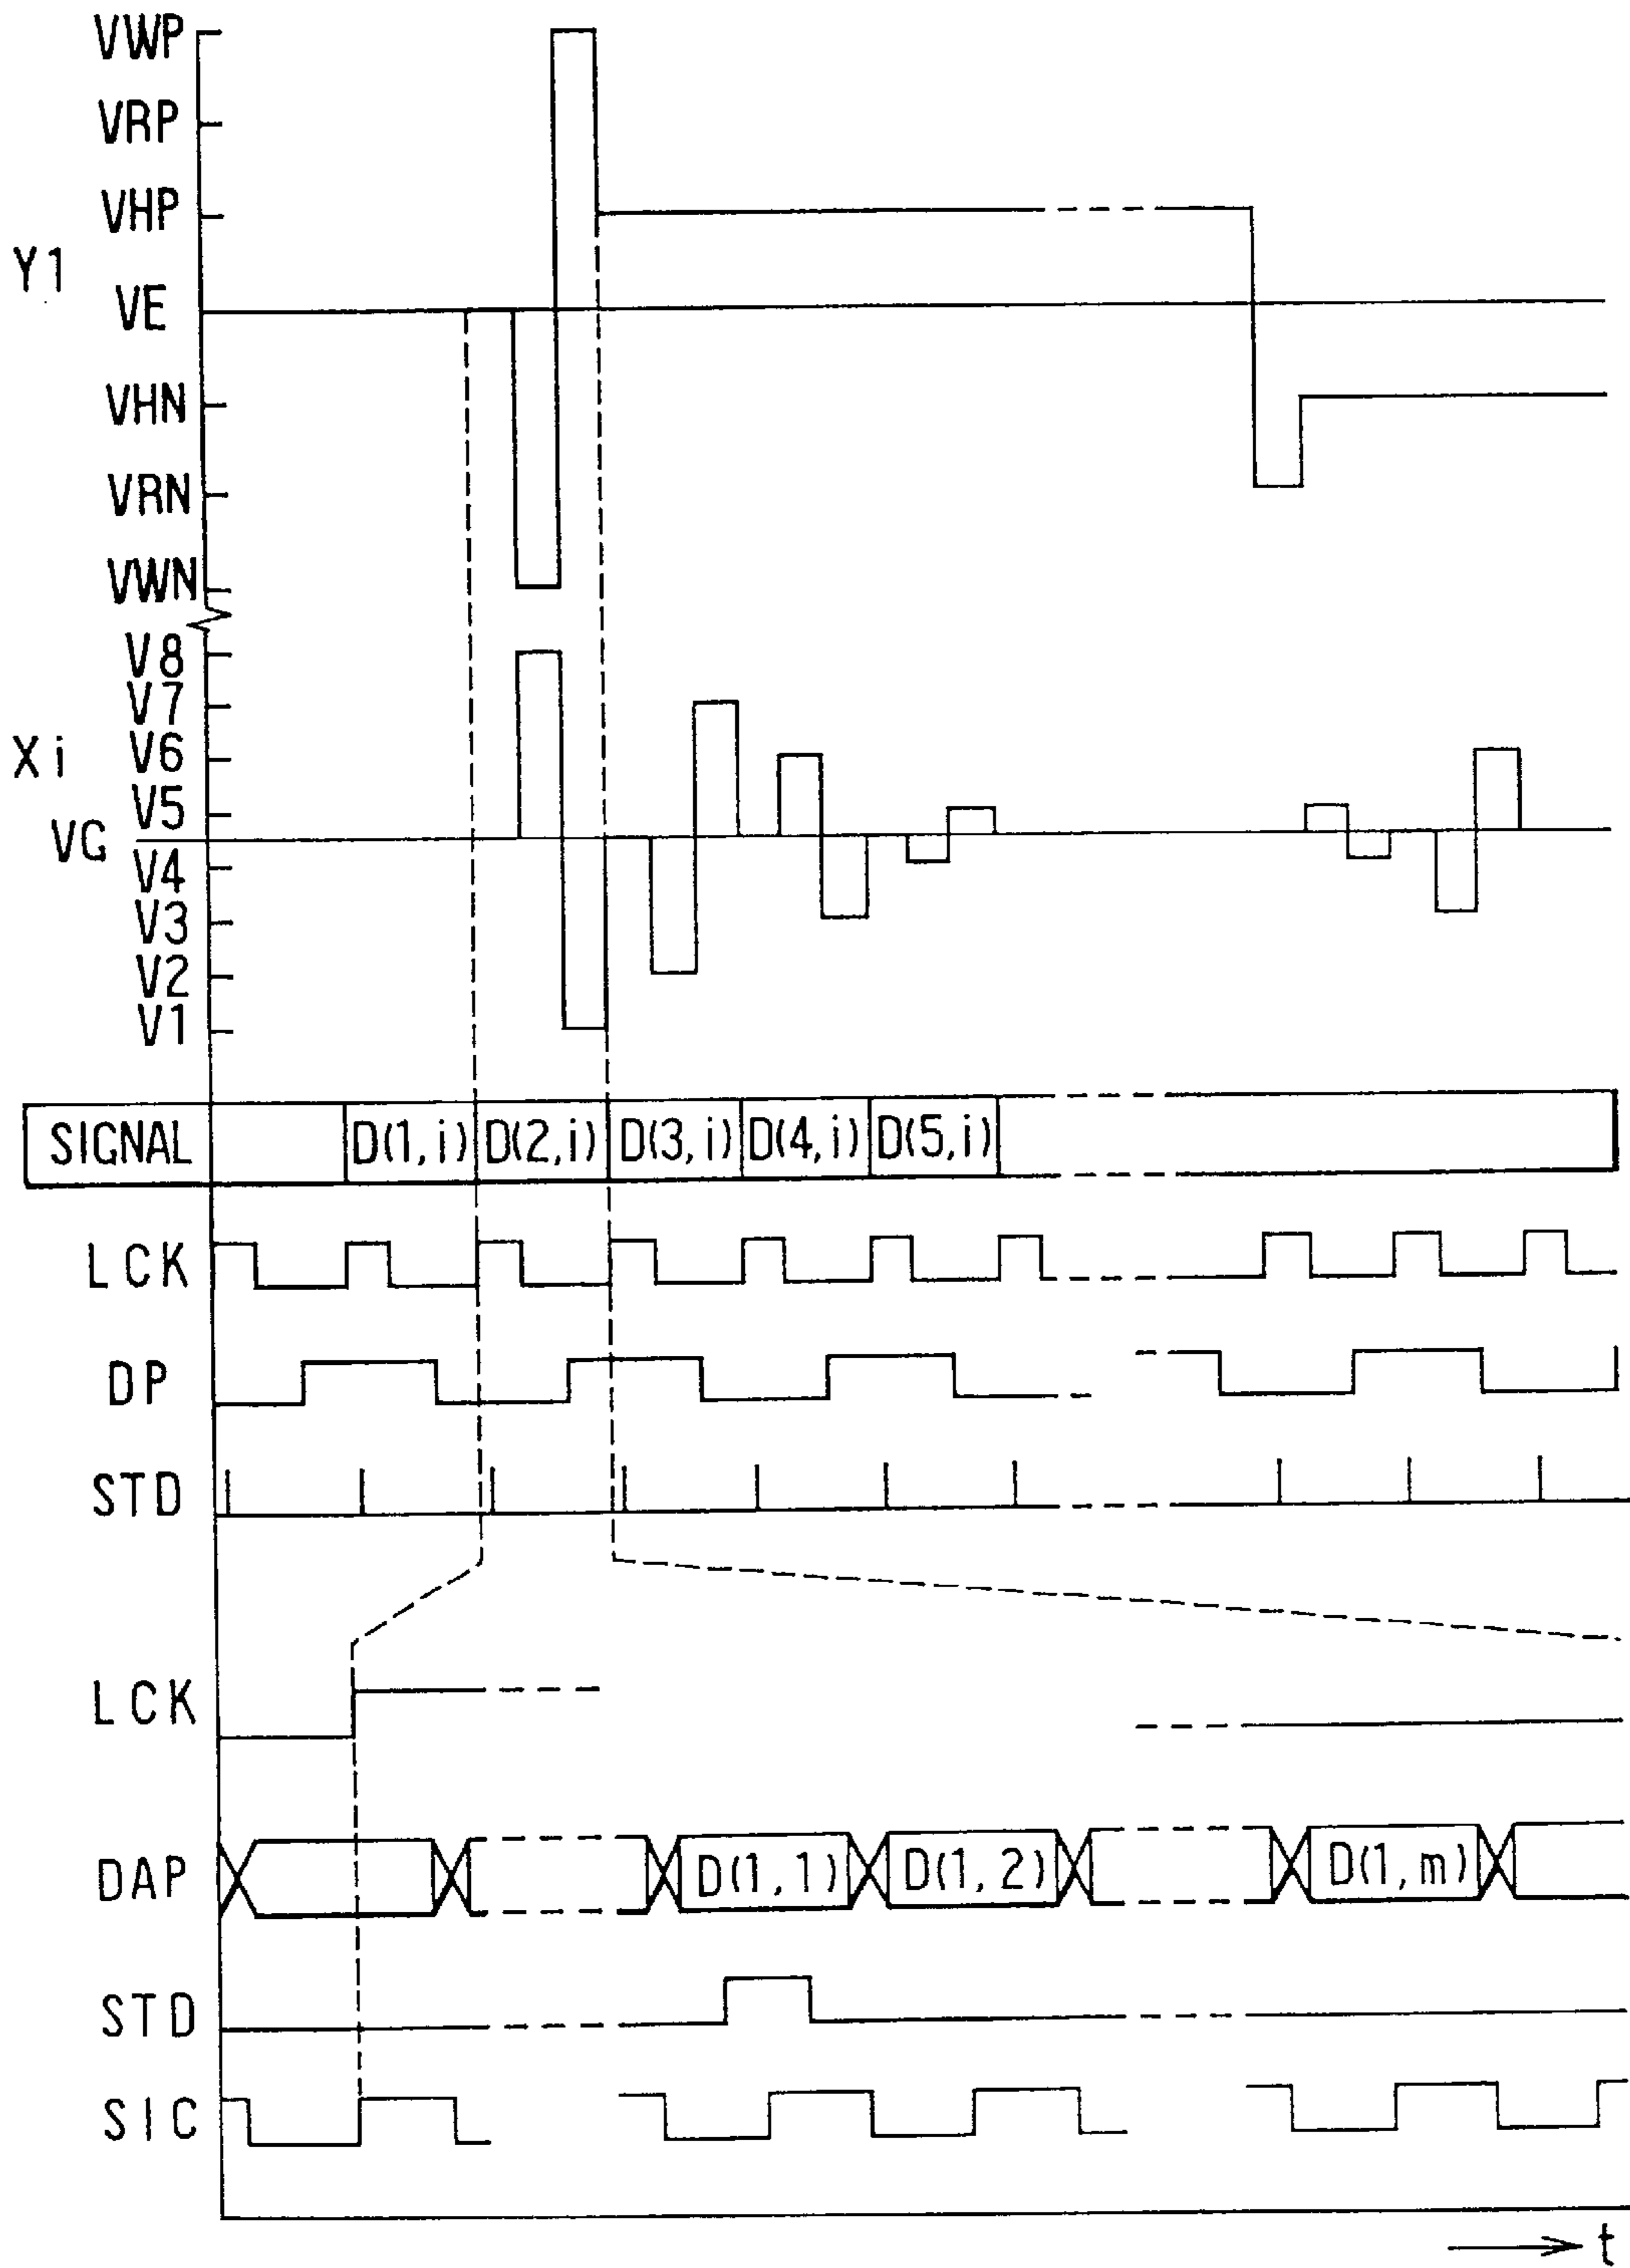 VWP
VRP
VHP
Y1
VE
VHN
VRN
VWN
V8
V7
Xi
V6
V5
VG
V4
V3
V2
V1
SIGNAL D(1,i) D(2,i) D(3,i) D(4,i) D(5,i)
LCK
DP
STD
LCK
DAP D(1,1) D(1,2) D(1,m)
STD
SIC
t